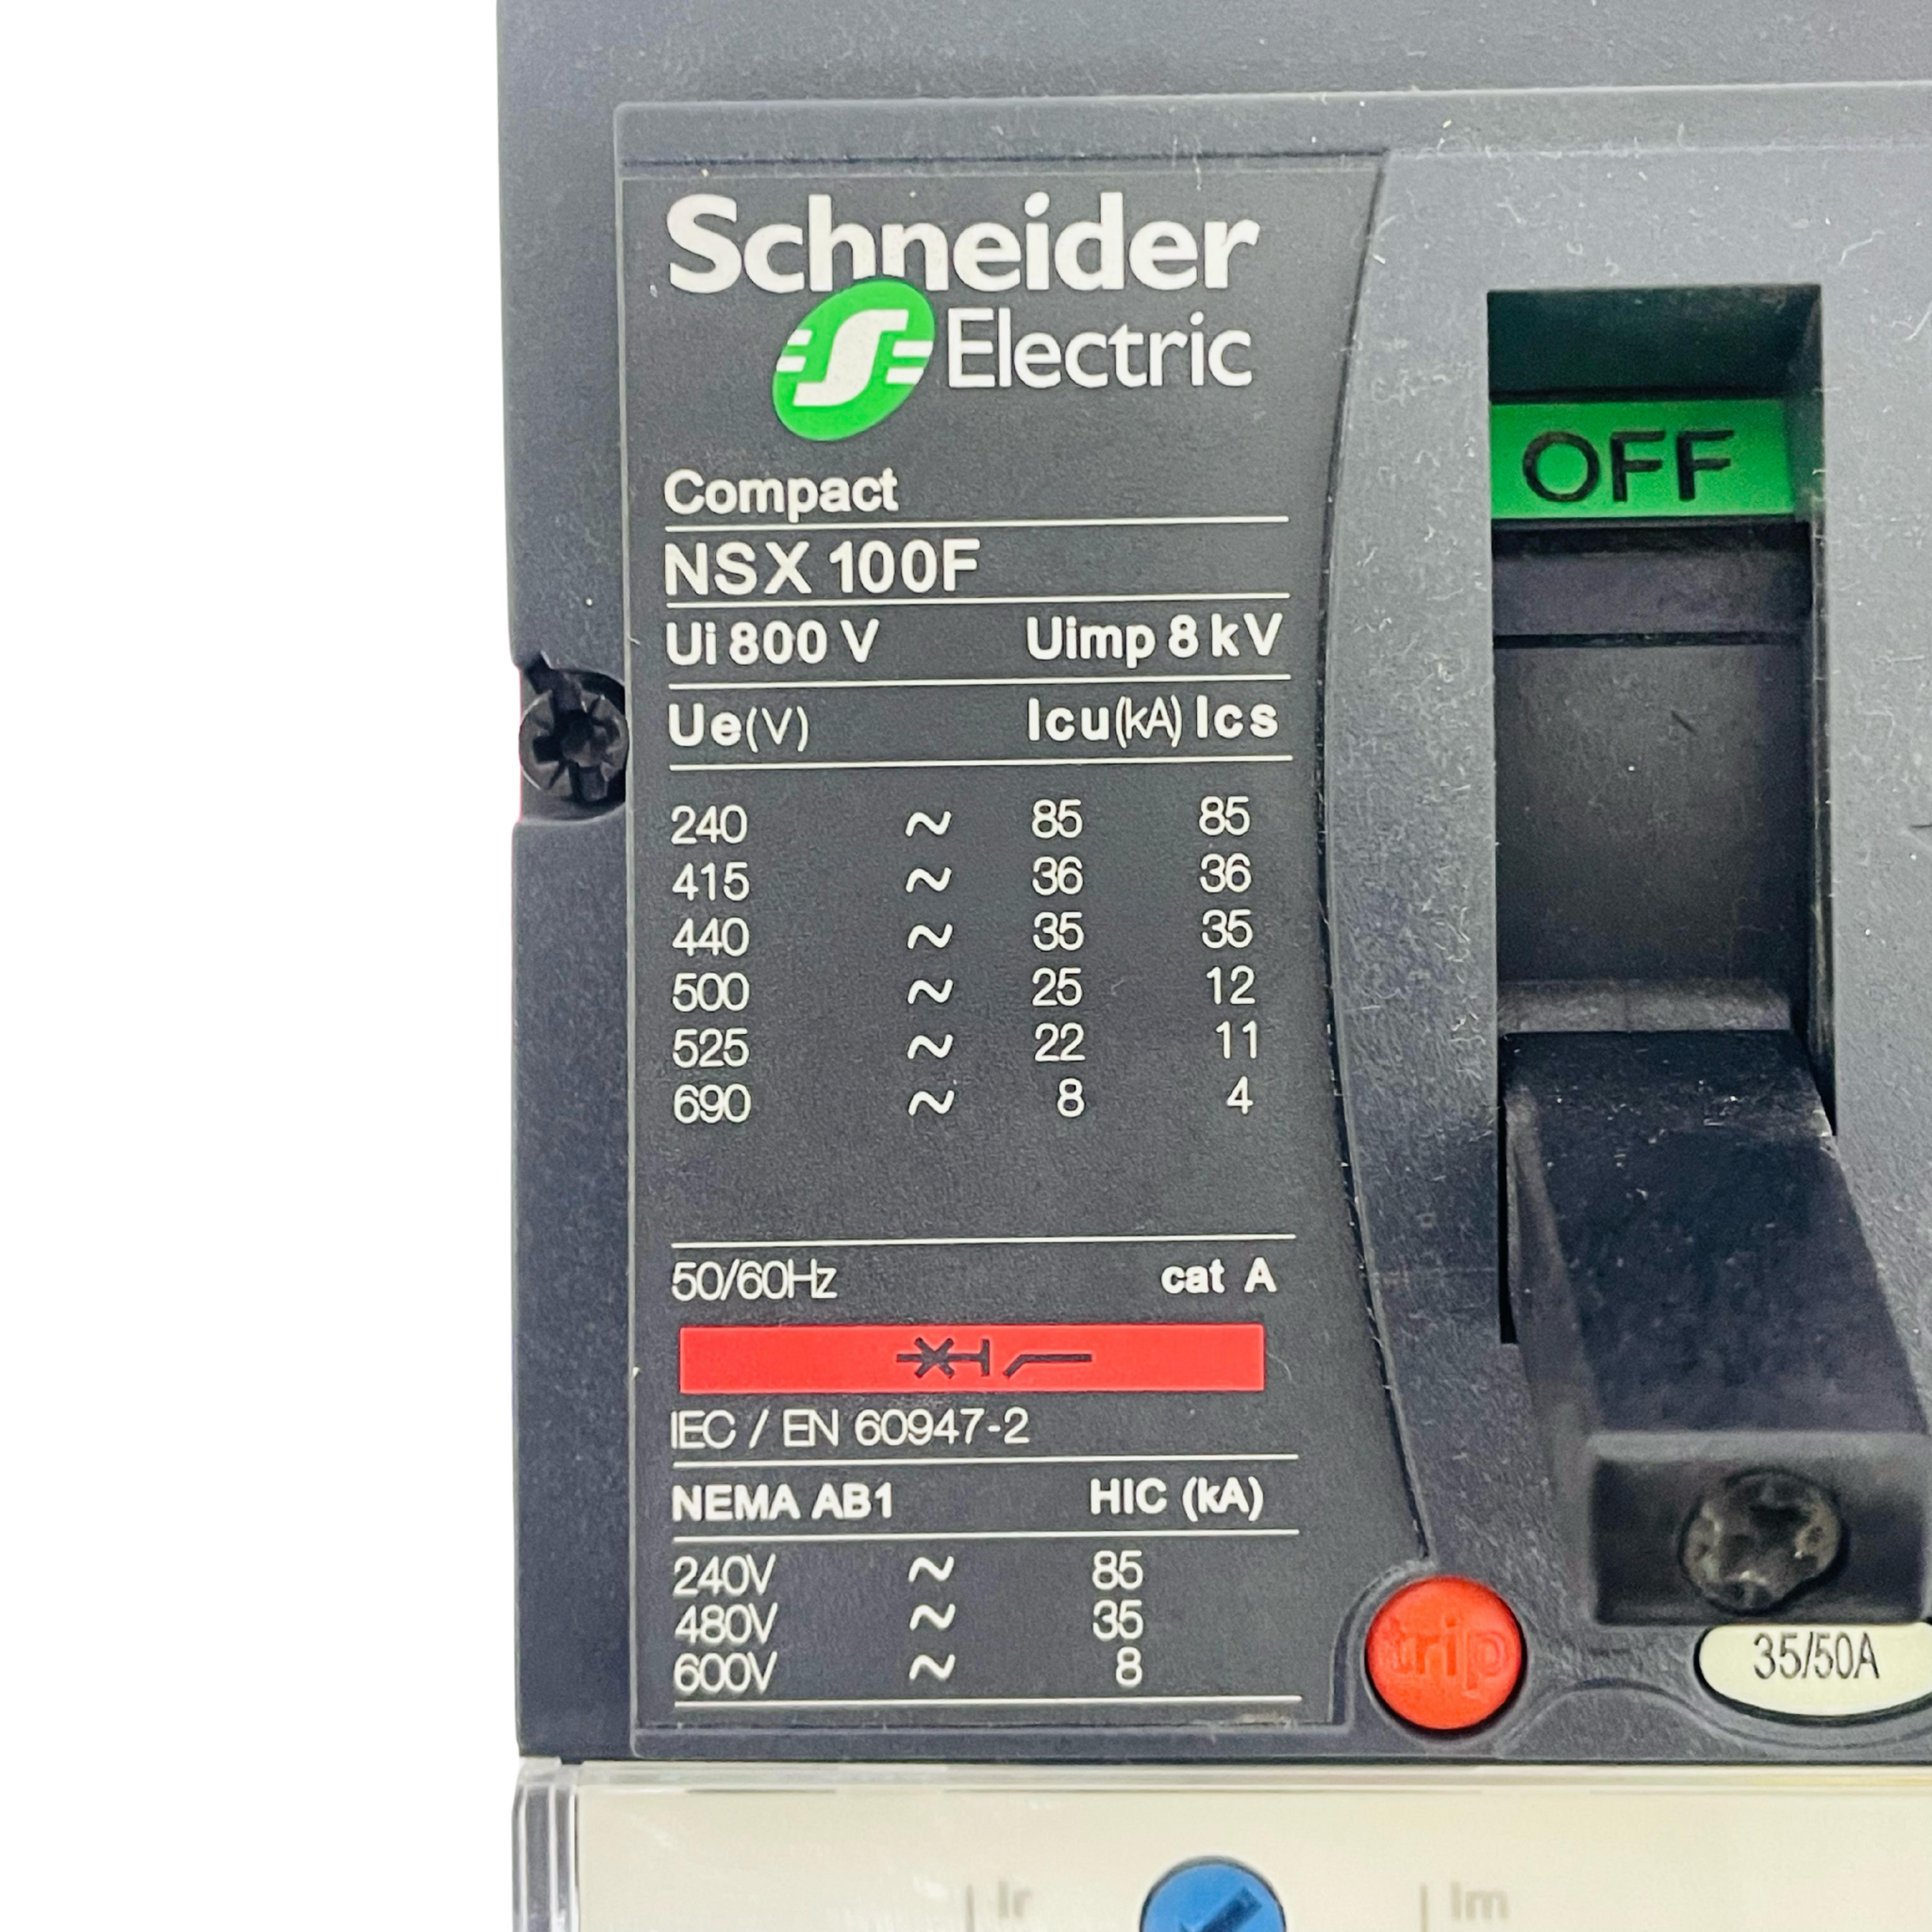 Schneider
Electric
OFF
Compact
NSX 100F
Ui 800 V Uimp 8 kV
Ue(V) Icu(kA) Ics
240 ~ 85 85
415 ~ 36 36
440 ~ 35 35
500 ~ 25 12
525 ~ 22 11
690 ~ 8 4
50/60Hz cat A
IEC / EN 60947-2
NEMA AB1 HIC (kA)
240V ~ 85
480V ~ 35
600V ~ 8
trip
35/50A
Ir Im